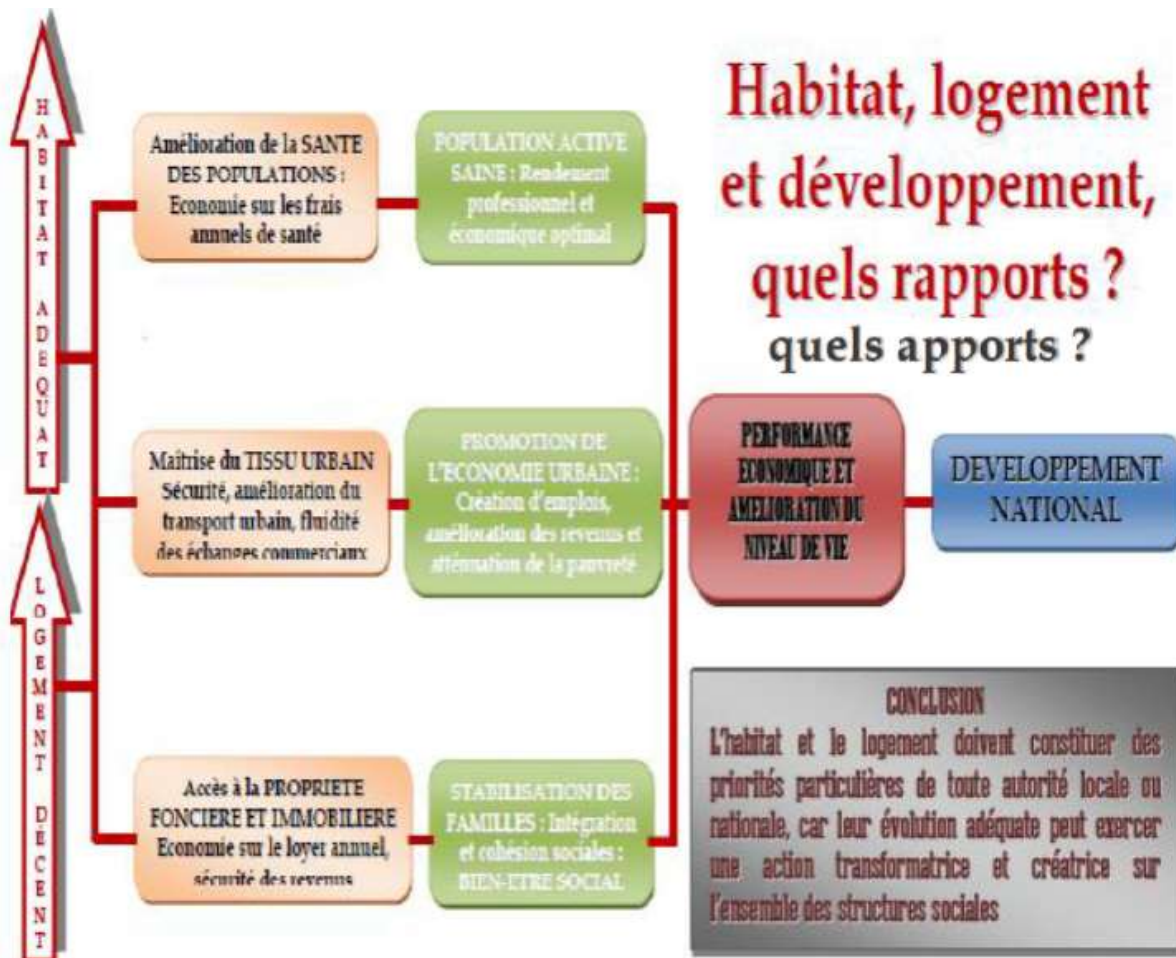 Habitat, logement
et développement,
quels rapports ?
quels apports ?
HABITAT ADEQUAT
LOGEMENT DÉCENT
Amélioration de la SANTE
DES POPULATIONS :
Economie sur les frais
annuels de santé
POPULATION ACTIVE
SAINE : Rendement
professionnel et
économique optimal
Maîtrise du TISSU URBAIN
Sécurité, amélioration du
transport urbain, fluidité
des échanges commerciaux
PROMOTION DE
L'ECONOMIE URBAINE :
Création d'emplois,
amélioration des revenus et
atténuation de la pauvreté
Accès à la PROPRIETE
FONCIERE ET IMMOBILIERE
Economie sur le loyer annuel,
sécurité des revenus
STABILISATION DES
FAMILLES : Intégration
et cohésion sociales :
BIEN-ETRE SOCIAL
PERFORMANCE
ECONOMIQUE ET
AMELIORATION DU
NIVEAU DE VIE
DEVELOPPEMENT
NATIONAL
CONCLUSION
L'habitat et le logement doivent constituer des
priorités particulières de toute autorité locale ou
nationale, car leur évolution adéquate peut exercer
une action transformatrice et créatrice sur
l'ensemble des structures sociales